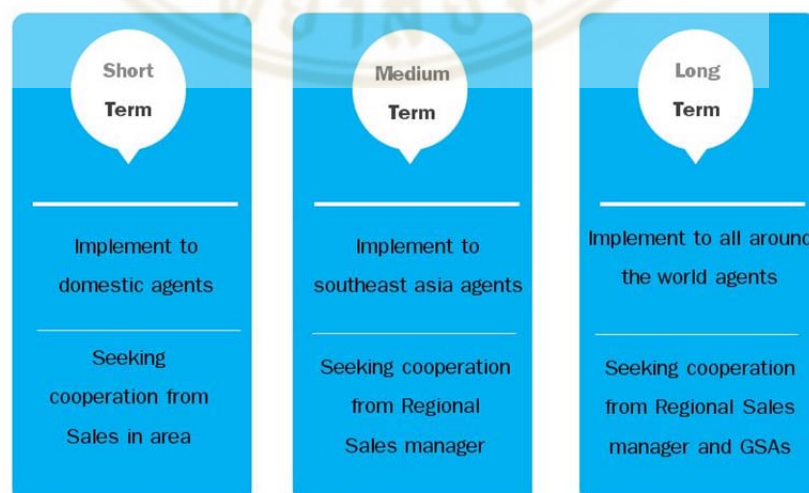 Short
Term
Implement to
domestic agents
Seeking
cooperation from
Sales in area
Medium
Term
Implement to
southeast asia agents
Seeking cooperation
from Regional
Sales manager
Long
Term
Implement to all around
the world agents
Seeking cooperation
from Regional Sales
manager and GSAs